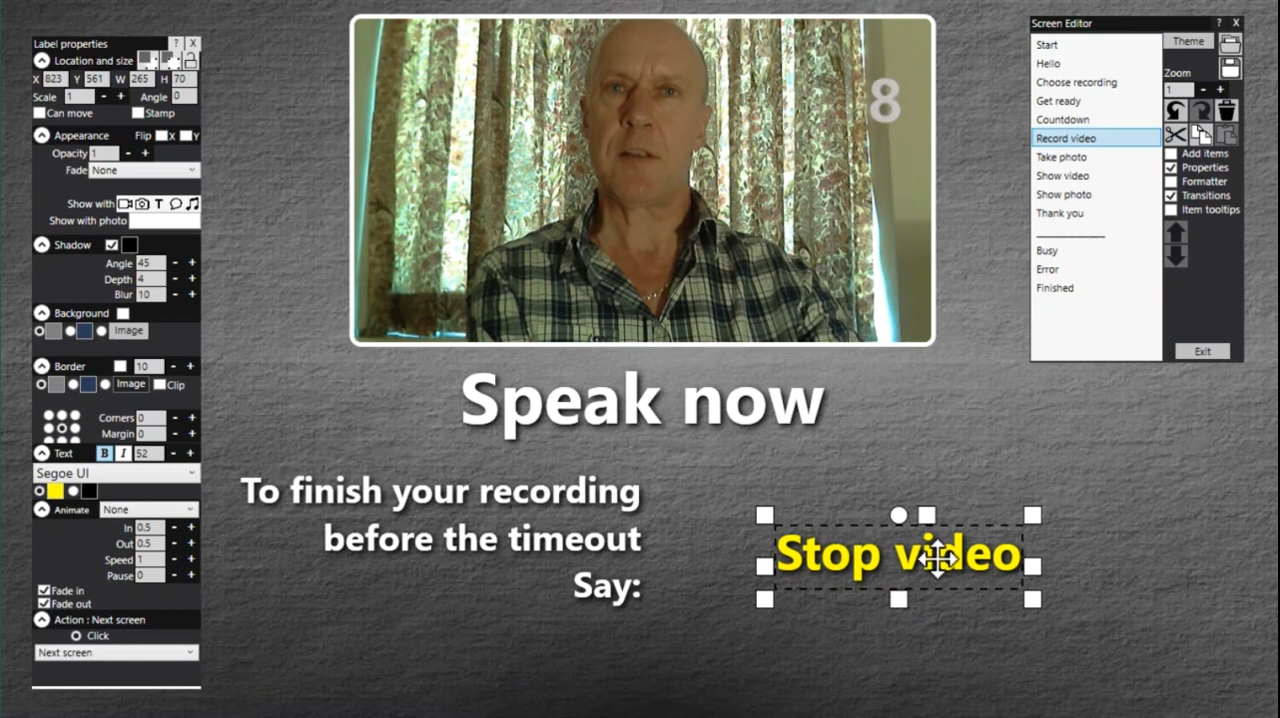 Label properties ? X
Location and size
X 823 Y 561 W 265 H 70
Scale 1 - + Angle 0
Can move Stamp
Appearance Flip X Y
Opacity 1 - +
Fade None
Show with T
Show with photo
Shadow
Angle 45 - +
Depth 4 - +
Blur 10 - +
Background
Image
Border 10 - +
Image Clip
Corners 0 - +
Margin 0 - +
Text B I 52 - +
Segoe UI
Animate None
In 0.5 - +
Out 0.5 - +
Speed 1 - +
Pause 0 - +
Fade in
Fade out
Action : Next screen
Click
Next screen
8
Speak now
To finish your recording
before the timeout
Say:
Stop video
Screen Editor ? X
Start
Hello
Choose recording
Get ready
Countdown
Record video
Take photo
Show video
Show photo
Thank you
Busy
Error
Finished
Theme
Zoom
1 - +
Add items
Properties
Formatter
Transitions
Item tooltips
Exit